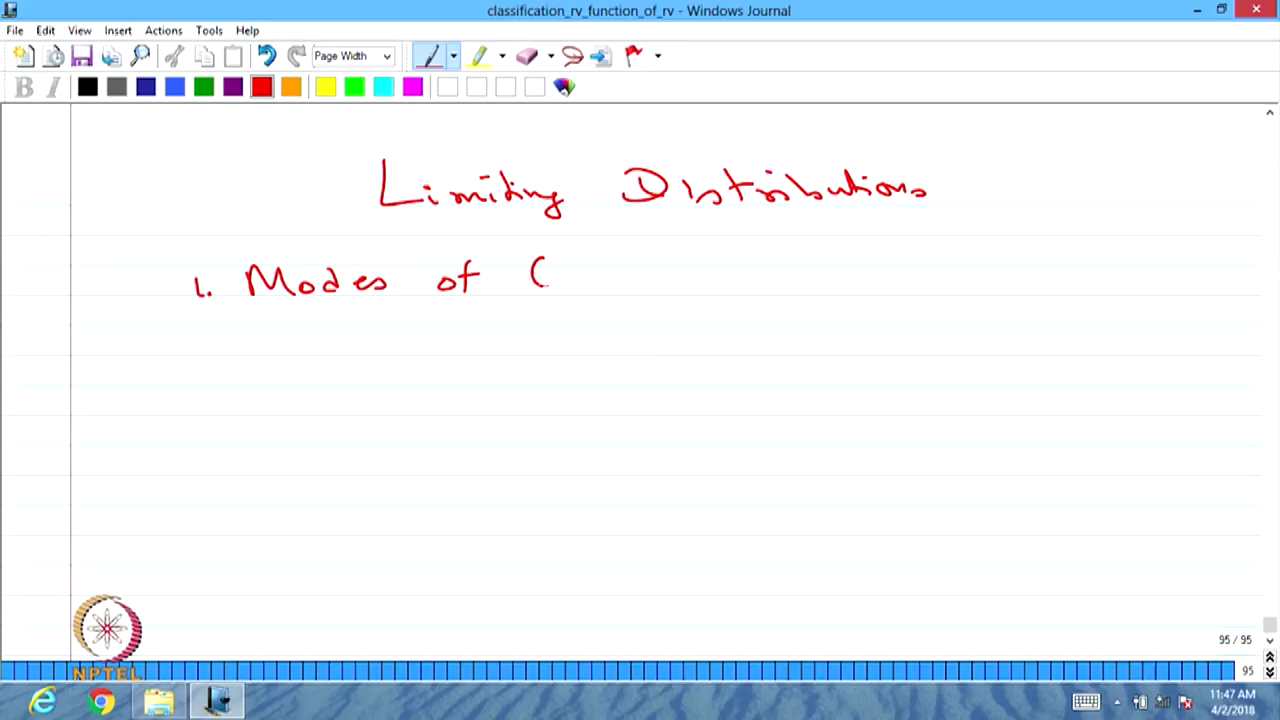 classification_rv_function_of_rv - Windows Journal
File Edit View Insert Actions Tools Help
Page Width
B I
Limiting Distributions
1. Modes of C
95 / 95
NPTEL
95
11:47 AM
4/2/2018